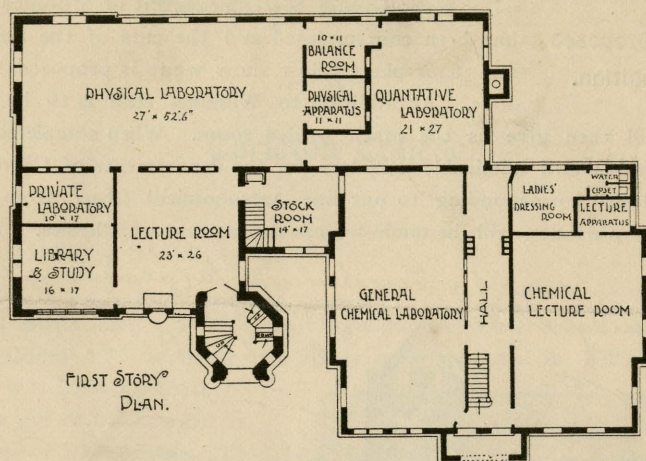 10 × 11
BALANCE
ROOM
PHYSICAL LABORATORY
27' × 52'.6"
PHYSICAL
APPARATUS
11 × 11
QUANTATIVE
LABORATORY
21 × 27
PRIVATE
LABORATORY
10 × 17
LIBRARY
& STUDY
16 × 17
LECTURE ROOM
23' × 26
STOCK
ROOM
14' × 17
LADIES'
DRESSING
ROOM
WATER
CLOSET
LECTURE
APPARATUS
GENERAL
CHEMICAL LABORATORY
HALL
CHEMICAL
LECTURE ROOM
UP
FIRST STORY
PLAN.